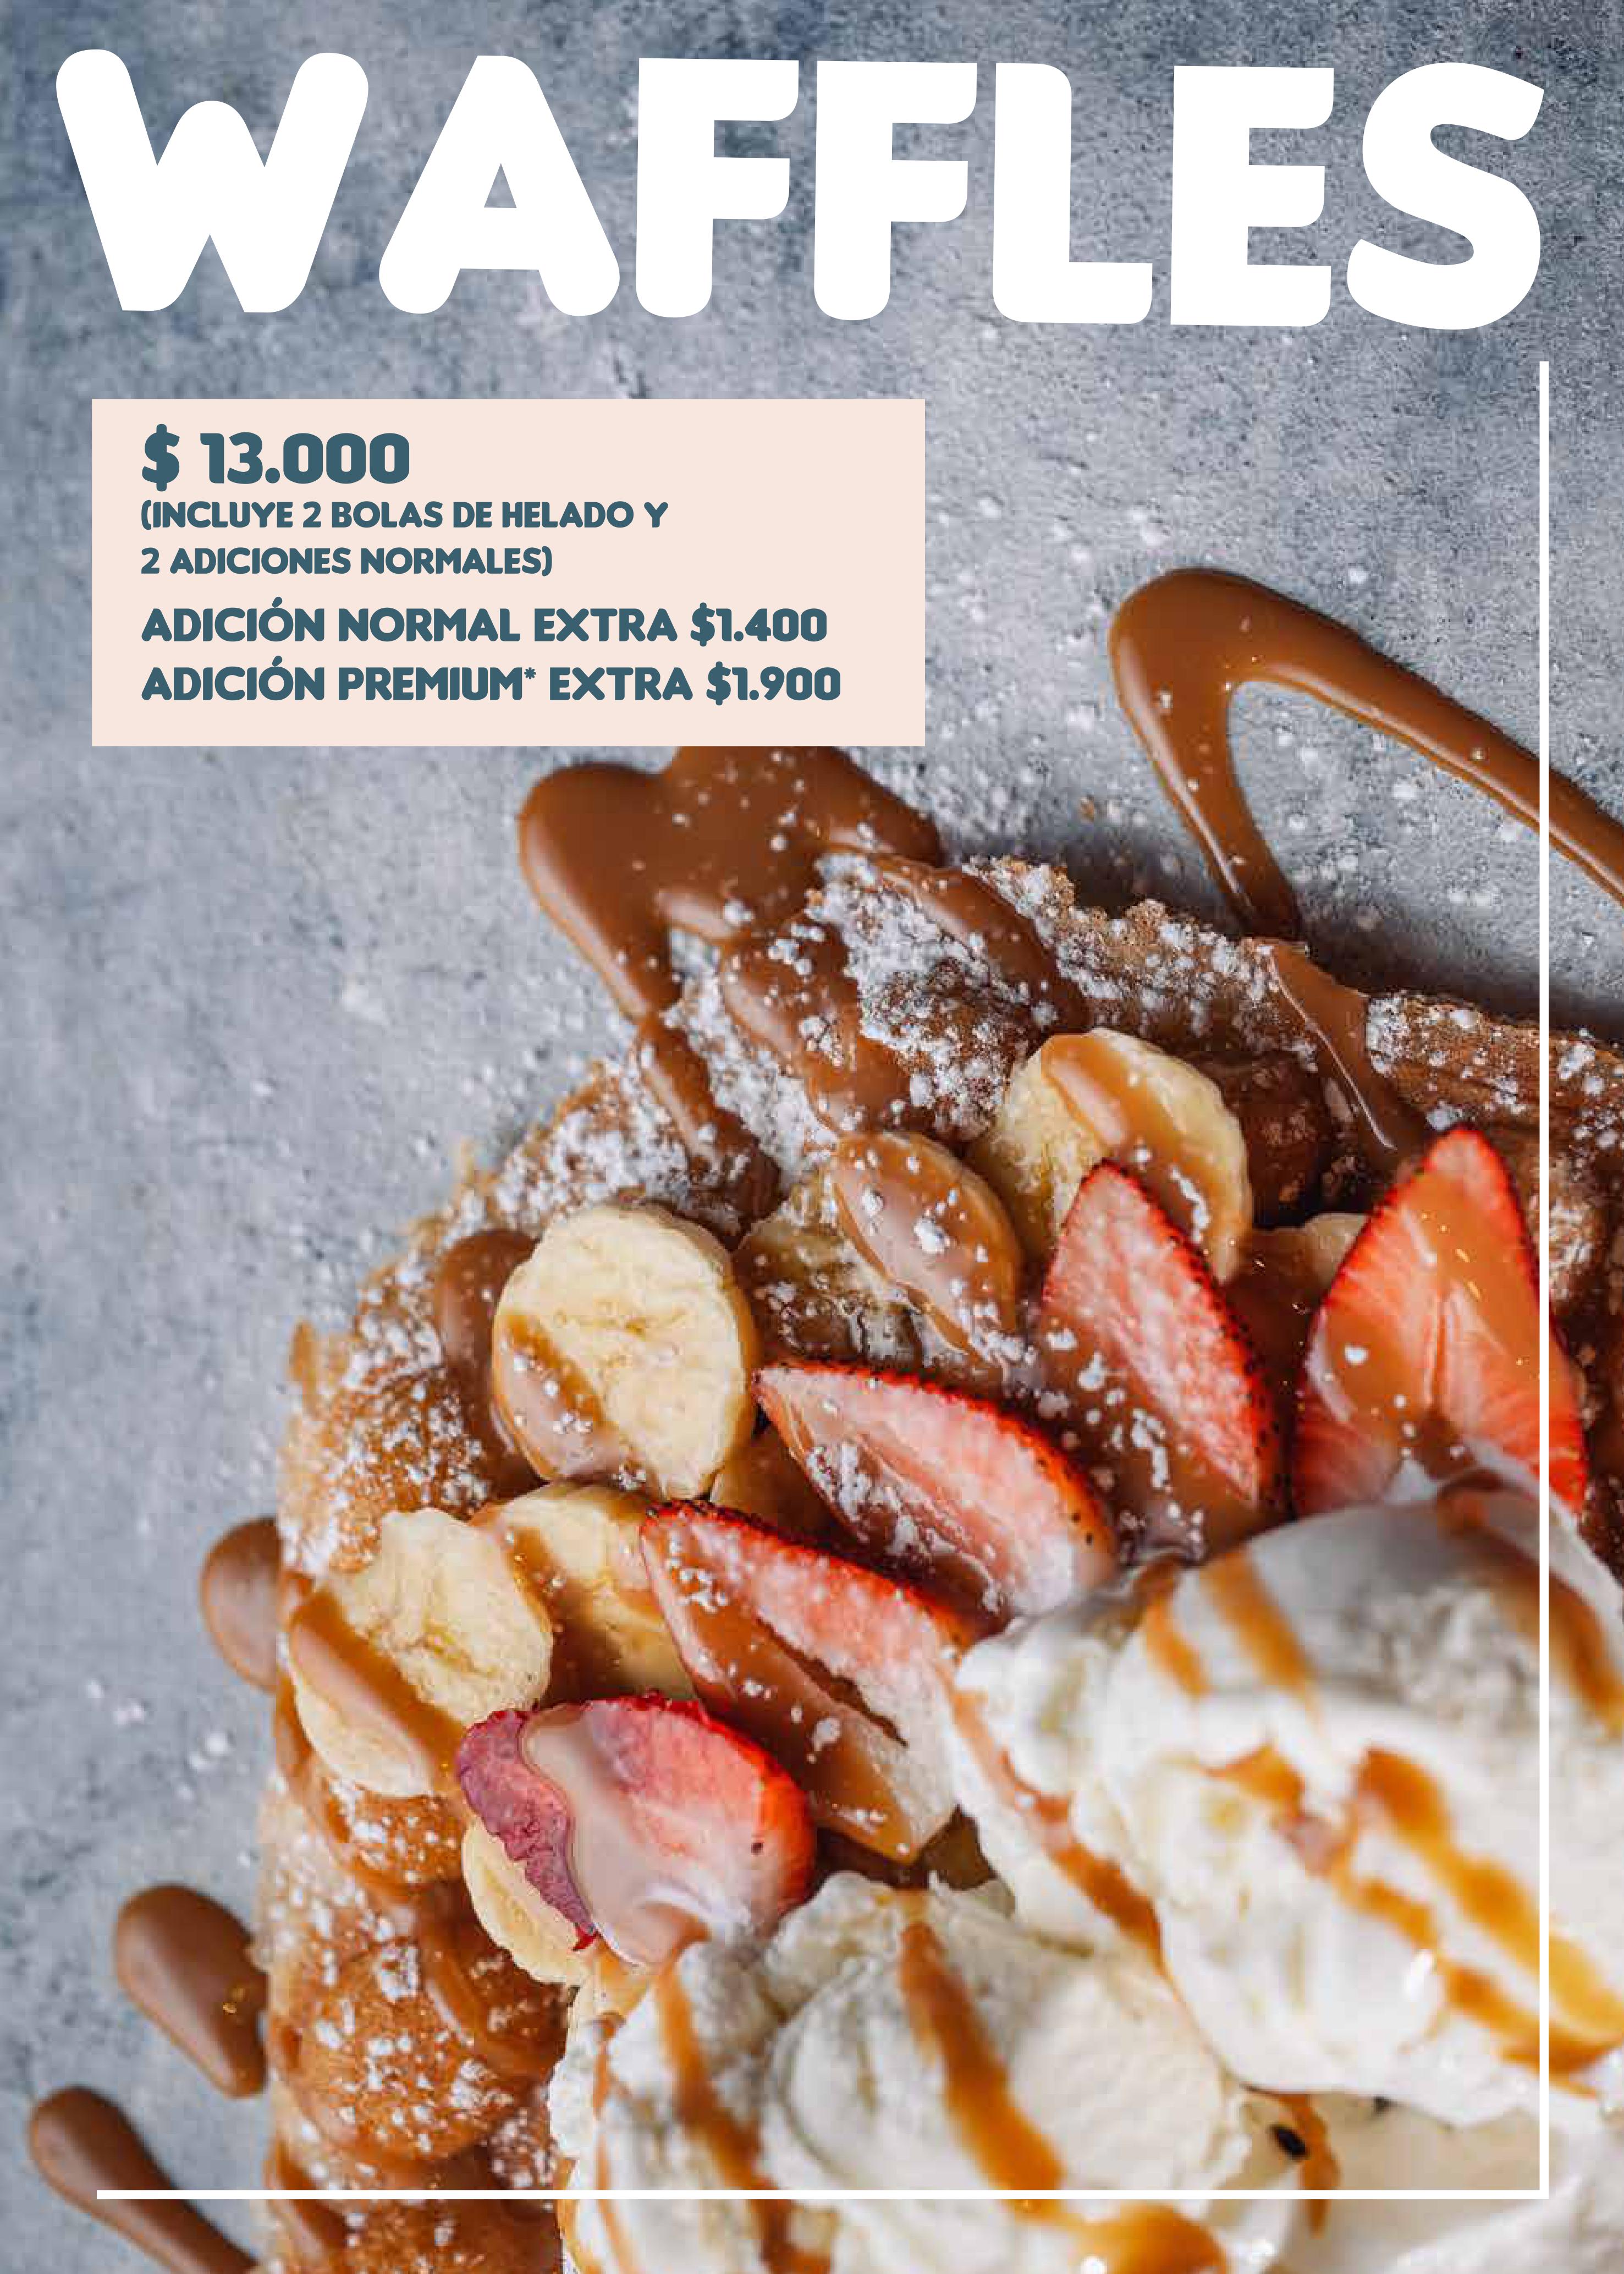 WAFFLES
$ 13.000
(INCLUYE 2 BOLAS DE HELADO Y
2 ADICIONES NORMALES)
ADICIÓN NORMAL EXTRA $1.400
ADICIÓN PREMIUM* EXTRA $1.900